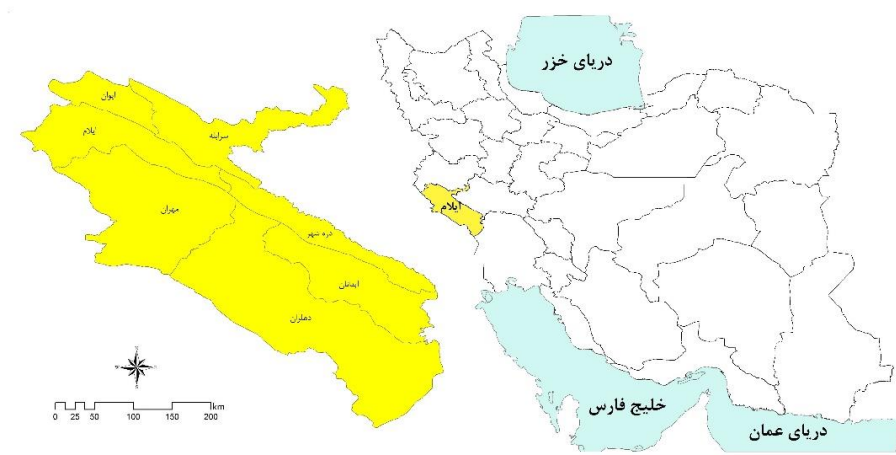 دریای خزر
ایلام
خلیج فارس
دریای عمان
ایوان
سرابله
ایلام
مهران
دره شهر
ابدانان
دهلران
0 25 50 100 150 200 km